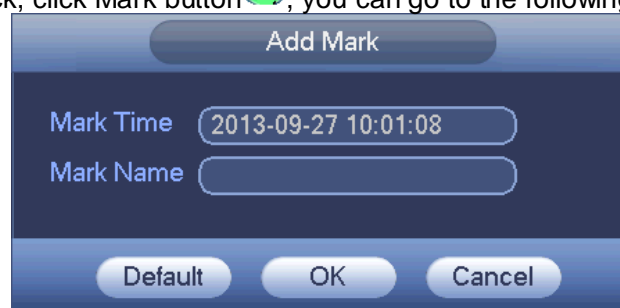 ck, click Mark button , you can go to the following
Add Mark
Mark Time 2013-09-27 10:01:08
Mark Name
Default OK Cancel